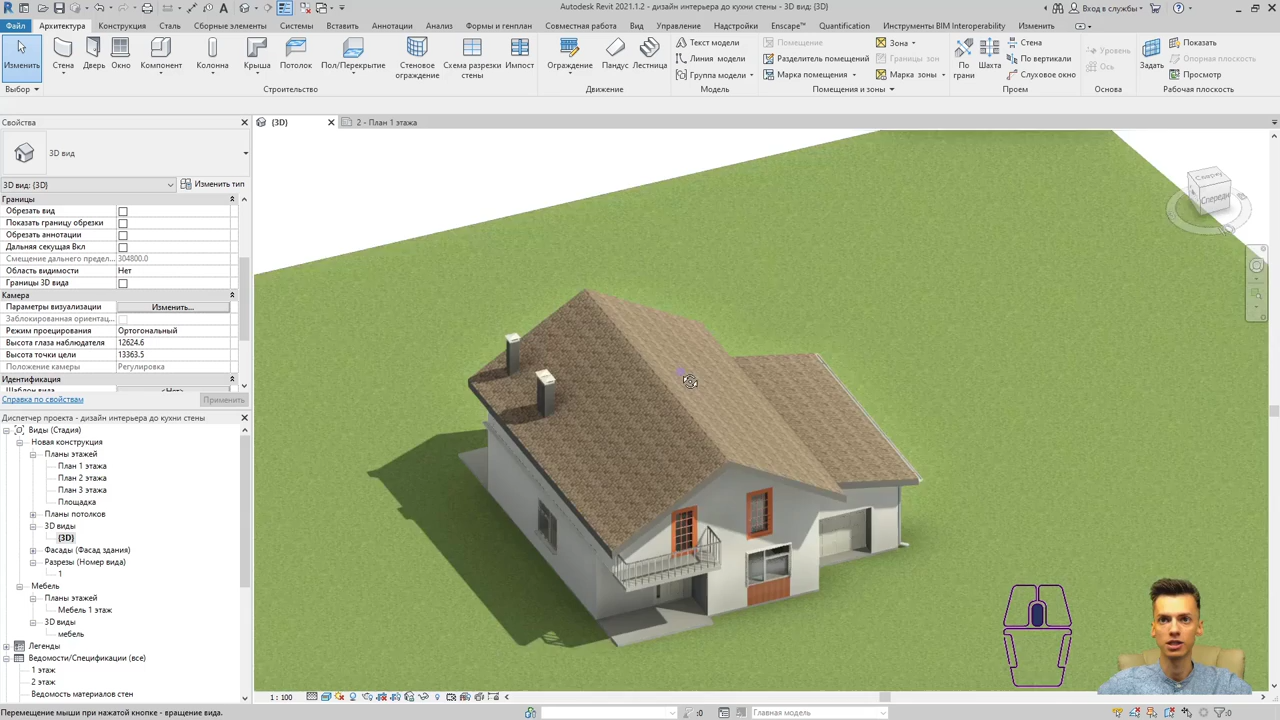 Autodesk Revit 2021.1.2 - дизайн интерьера до кухни стены - 3D вид: {3D}
Вход в службы
Файл Архитектура Конструкция Сталь Сборные элементы Системы Вставить Аннотации Анализ Формы и генплан Совместная работа Вид Управление Надстройки Enscape™ Quantification Инструменты BIM Interoperability Изменить
Изменить Стена Дверь Окно Компонент Колонна Крыша Потолок Пол/Перекрытие Стеновое ограждение Схема разрезки стены Импост Ограждение Пандус Лестница
Текст модели
Линия модели
Группа модели
Помещение
Разделитель помещений
Марка помещения
Зона
Границы зон
Марка зоны
По грани
Шахта
Стена
По вертикали
Слуховое окно
Уровень
Ось
Задать
Показать
Опорная плоскость
Просмотр
Выбор Строительство Движение Модель Помещения и зоны Проем Основа Рабочая плоскость
Свойства
{3D}
2 - План 1 этажа
3D вид
3D вид: {3D}
Изменить тип
Границы
Обрезать вид
Показать границу обрезки
Обрезать аннотации
Дальняя секущая Вкл
Смещение дальнего предел... 304800.0
Область видимости Нет
Границы 3D вида
Камера
Параметры визуализации Изменить...
Заблокированная ориентац...
Режим проецирования Ортогональный
Высота глаза наблюдателя 12624.6
Высота точки цели 13363.5
Положение камеры Регулировка
Идентификация
Справка по свойствам
Применить
Диспетчер проекта - дизайн интерьера до кухни стены
Виды (Стадия)
Новая конструкция
Планы этажей
План 1 этажа
План 2 этажа
План 3 этажа
Площадка
Планы потолков
3D виды
{3D}
Фасады (Фасад здания)
Разрезы (Номер вида)
1
Мебель
Планы этажей
Мебель 1 этаж
3D виды
мебель
Легенды
Ведомости/Спецификации (все)
1 этаж
2 этаж
Ведомость материалов стен
Сверху
Спереди
1 : 100
Перемещение мыши при нажатой кнопке - вращение вида.
:0
Главная модель
:0